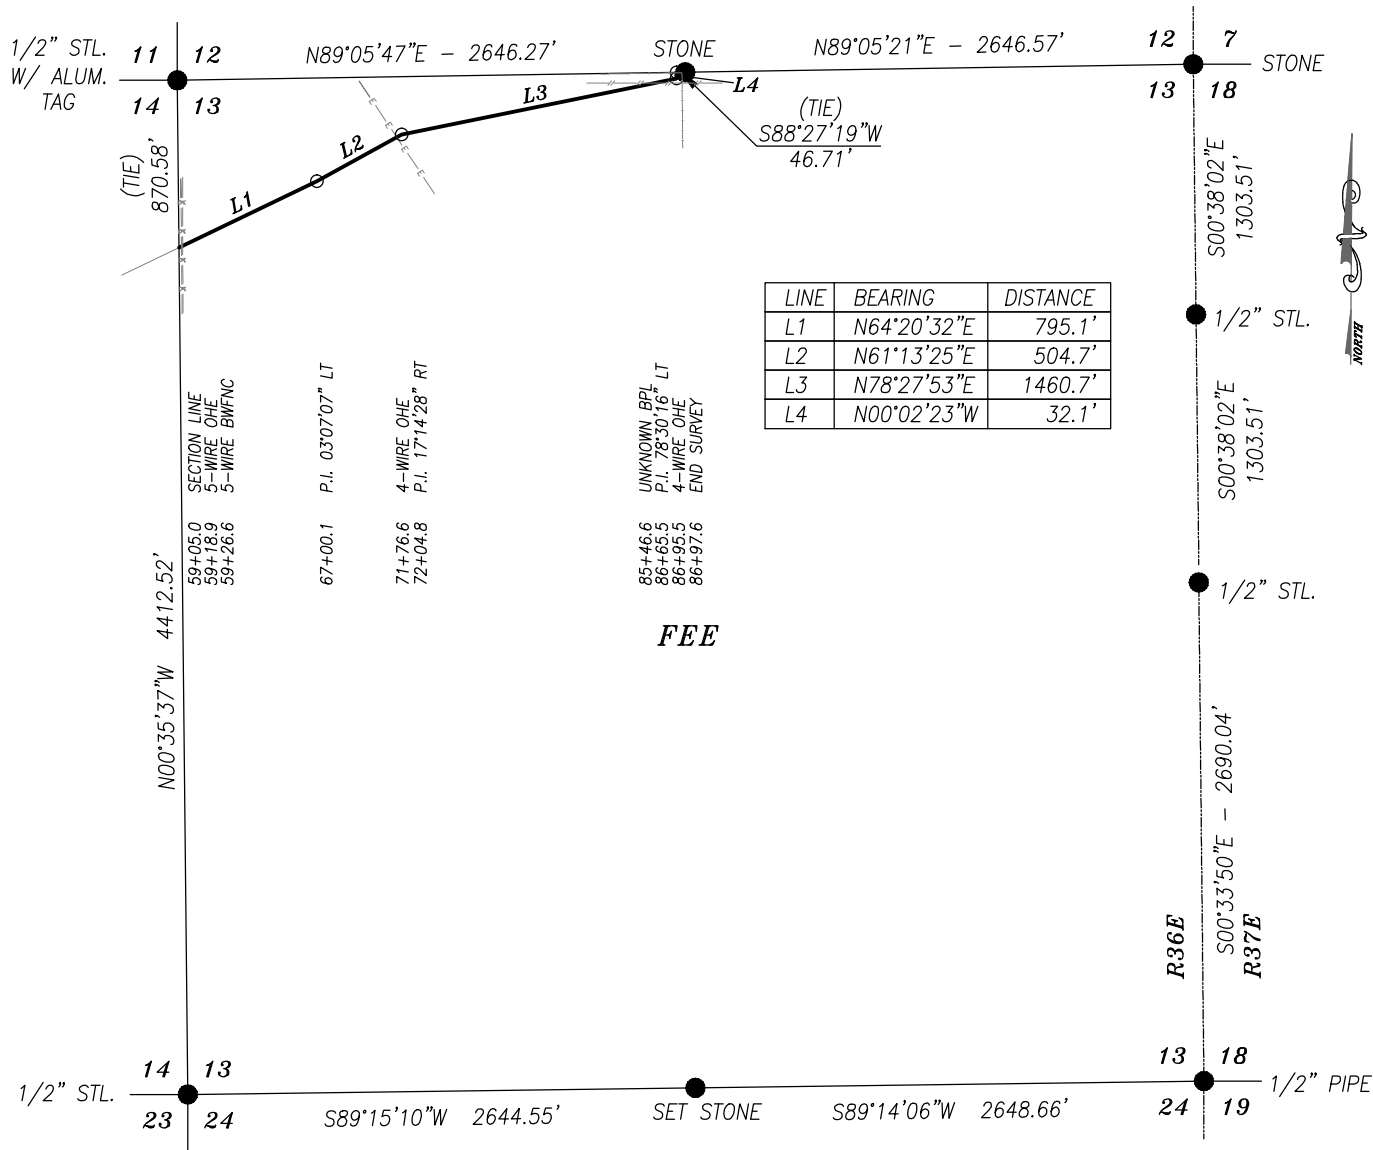 1/2" STL.
W/ ALUM.
TAG
11 12
14 13
N89°05'47"E – 2646.27'
STONE
N89°05'21"E – 2646.57'
12 7
13 18
STONE
L4
L3
L2
L1
(TIE)
S88°27'19"W
46.71'
(TIE)
870.58'
S00°38'02"E
1303.51'
NORTH
LINE BEARING DISTANCE
L1 N64°20'32"E 795.1'
L2 N61°13'25"E 504.7'
L3 N78°27'53"E 1460.7'
L4 N00°02'23"W 32.1'
1/2" STL.
S00°38'02"E
1303.51'
1/2" STL.
59+05.0 SECTION LINE
59+18.9 5-WIRE OHE
59+26.6 5-WIRE BWFNC
67+00.1 P.I. 03°07'07" LT
71+76.6 4-WIRE OHE
72+04.8 P.I. 17°14'28" RT
85+46.6 UNKNOWN BPL
86+65.5 P.I. 78°30'16" LT
86+95.5 4-WIRE OHE
86+97.6 END SURVEY
N00°35'37"W 4412.52'
FEE
S00°33'50"E – 2690.04'
R36E
R37E
14 13
1/2" STL.
23 24
S89°15'10"W 2644.55'
SET STONE
S89°14'06"W 2648.66'
13 18
24 19
1/2" PIPE